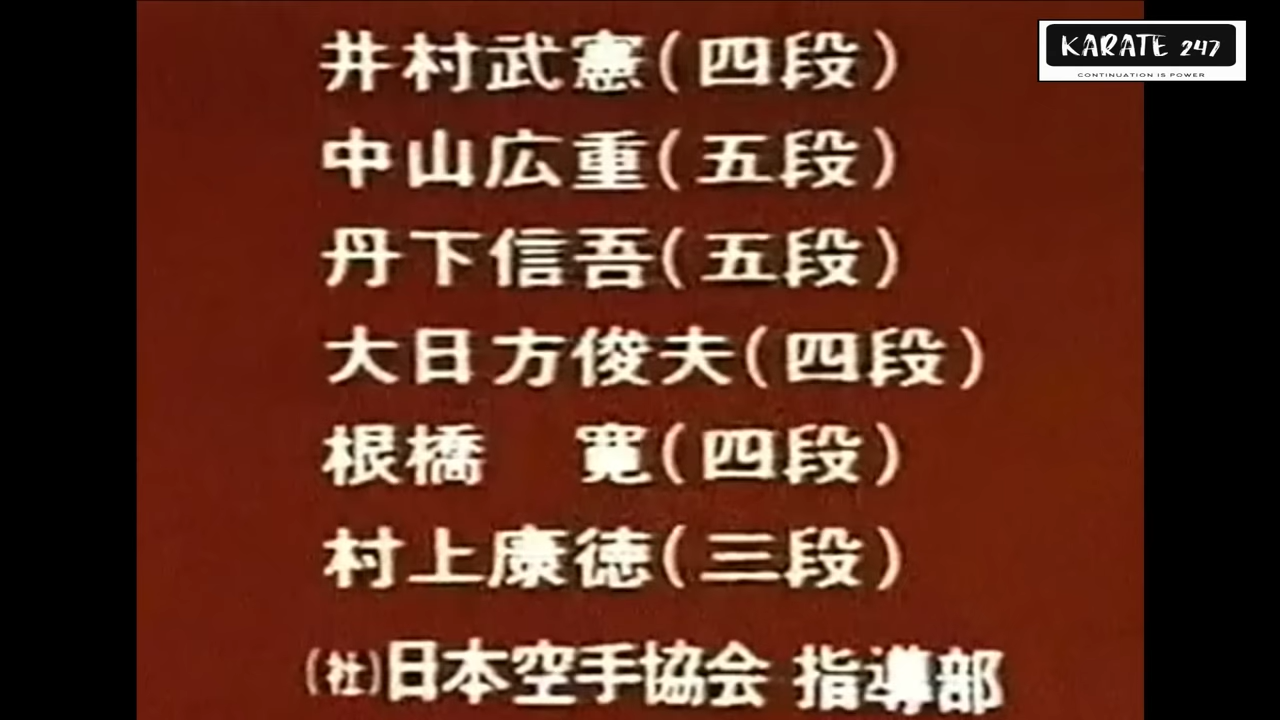 井村武憲(四段)
中山広重(五段)
丹下信吾(五段)
大日方俊夫(四段)
根橋　寛(四段)
村上康徳(三段)
(社)日本空手協会 指導部
KARATE 247
CONTINUATION IS POWER